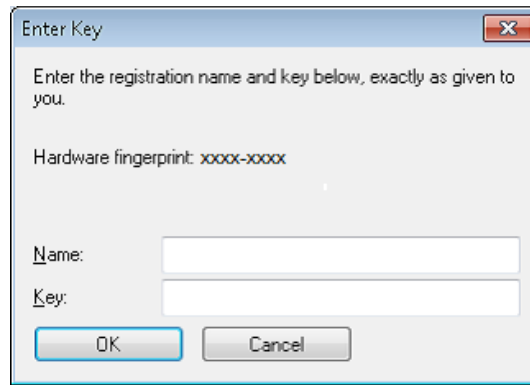 Enter Key
Enter the registration name and key below, exactly as given to
you.
Hardware fingerprint: xxxx-xxxx
Name:
Key:
OK Cancel